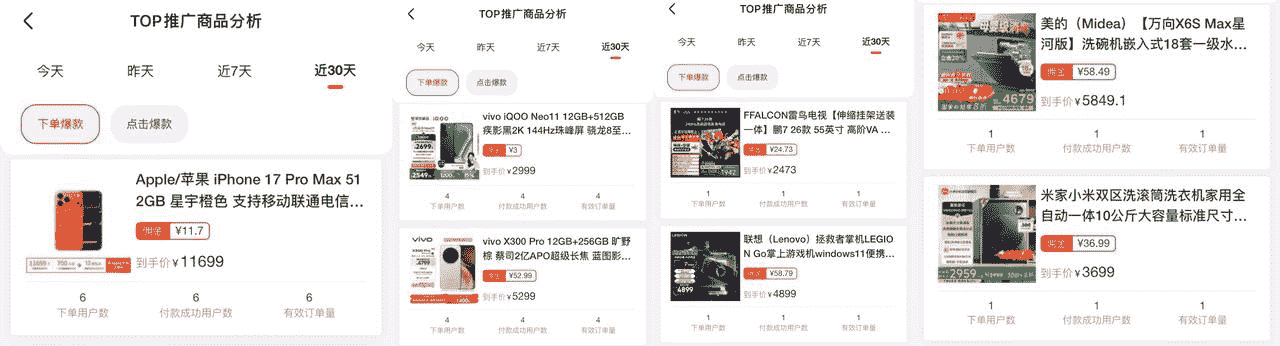 TOP推广商品分析
今天
昨天
近7天
近30天
下单爆款
点击爆款
Apple/苹果 iPhone 17 Pro Max 51
2GB 星宇橙色 支持移动联通电信...
佣金 ¥11.7
到手价 ¥11699
6
6
6
下单用户数
付款成功用户数
有效订单量
TOP推广商品分析
今天
昨天
近7天
近30天
下单爆款
点击爆款
vivo iQOO Neo11 12GB+512GB
疾影黑2K 144Hz珠峰屏 骁龙8至...
¥3
到手价 ¥2999
4
4
4
下单用户数
付款成功用户数
有效订单量
vivo
vivo X300 Pro 12GB+256GB 旷野
棕 蔡司2亿APO超级长焦 蓝图影...
¥52.99
到手价 ¥5299
4
4
4
下单用户数
付款成功用户数
有效订单量
TOP推广商品分析
今天
昨天
近7天
近30天
下单爆款
点击爆款
FFALCON雷鸟电视【伸缩挂架送装
一体】鹏7 26款 55英寸 高阶VA ...
¥24.73
到手价 ¥2473
1
1
1
下单用户数
付款成功用户数
有效订单量
联想（Lenovo）拯救者掌机LEGIO
N Go掌上游戏机windows11便携...
¥58.79
4899
到手价 ¥4899
1
1
1
下单用户数
付款成功用户数
有效订单量
美的（Midea）【万向X6S Max星
河版】洗碗机嵌入式18套一级水...
佣金 ¥58.49
4679
到手价 ¥5849.1
1
1
1
下单用户数
付款成功用户数
有效订单量
米家小米双区洗滚筒洗衣机家用全
自动一体10公斤大容量标准尺寸...
佣金 ¥36.99
2959
到手价 ¥3699
1
1
1
下单用户数
付款成功用户数
有效订单量